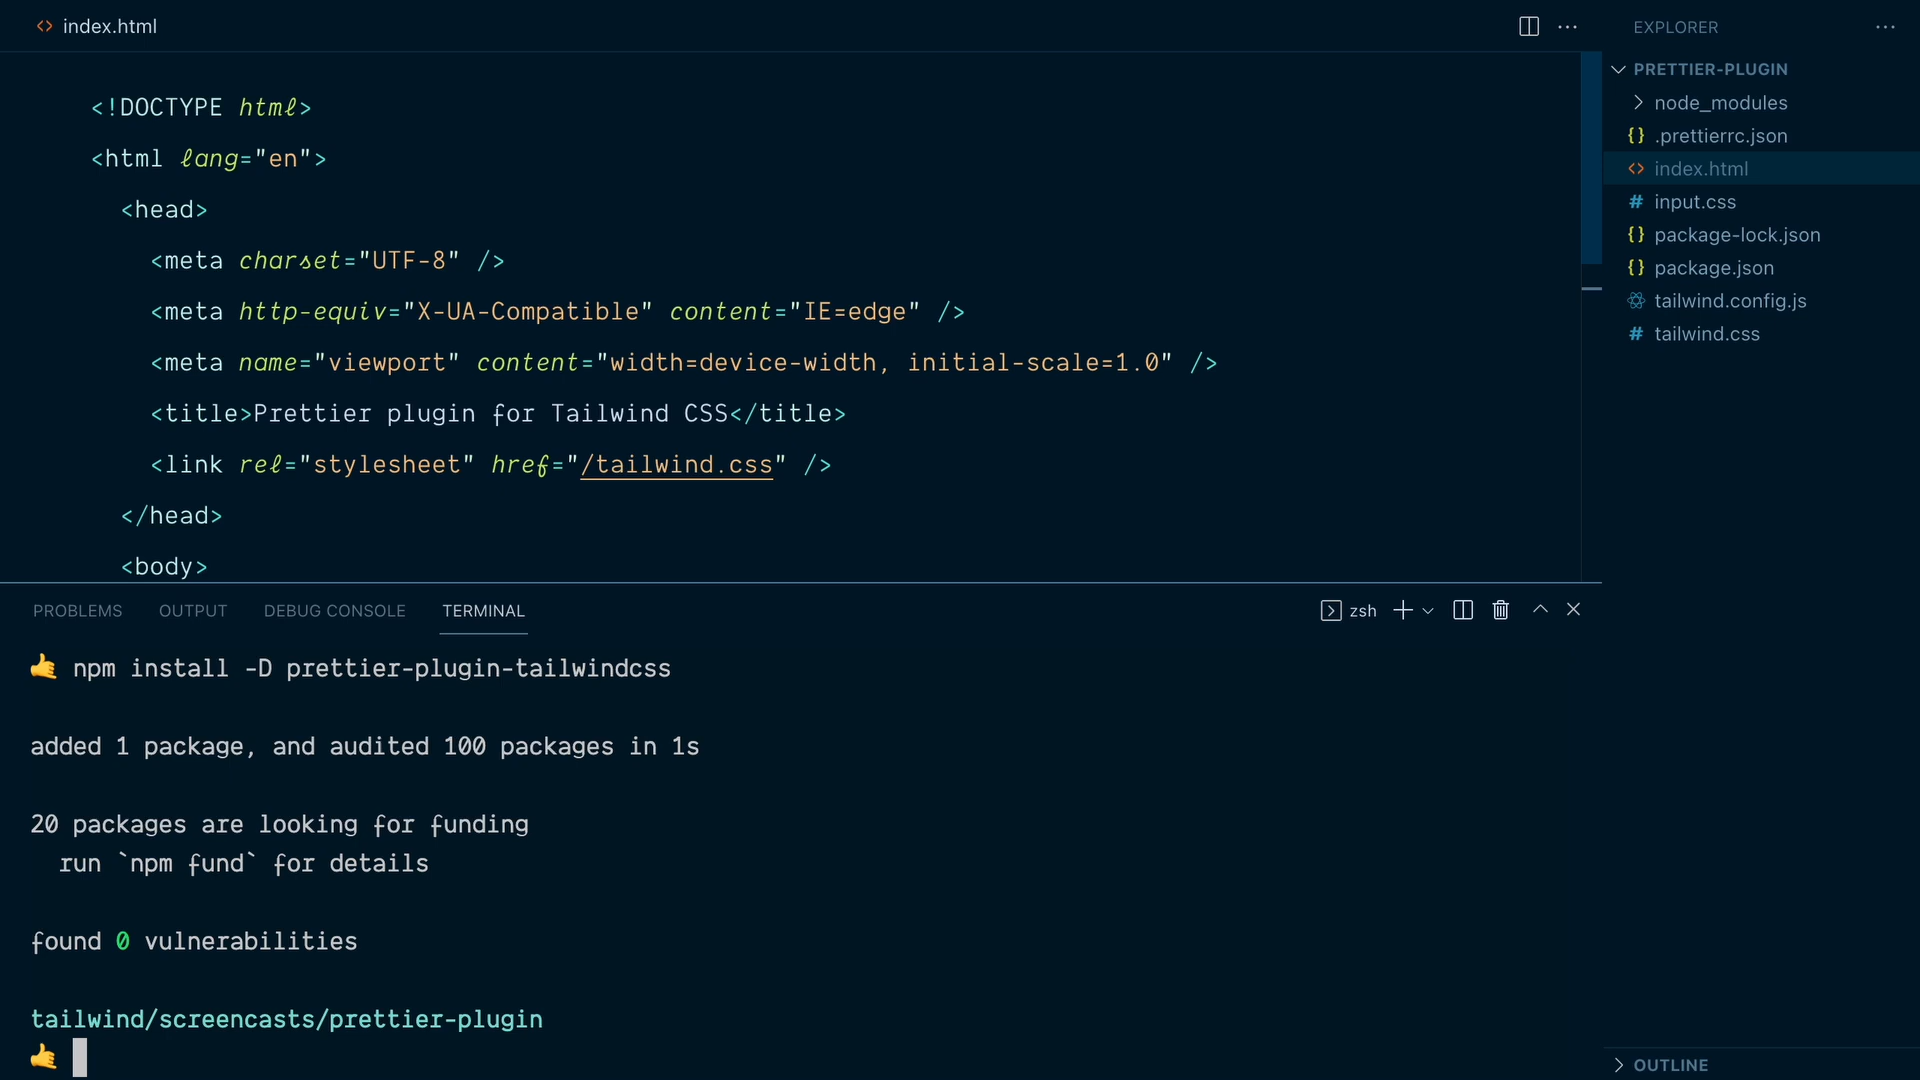 index.html
<!DOCTYPE html>
<html lang="en">
<head>
<meta charset="UTF-8" />
<meta http-equiv="X-UA-Compatible" content="IE=edge" />
<meta name="viewport" content="width=device-width, initial-scale=1.0" />
<title>Prettier plugin for Tailwind CSS</title>
<link rel="stylesheet" href="/tailwind.css" />
</head>
<body>
PROBLEMS OUTPUT DEBUG CONSOLE TERMINAL zsh
🤙 npm install -D prettier-plugin-tailwindcss
added 1 package, and audited 100 packages in 1s
20 packages are looking for funding
run `npm fund` for details
found 0 vulnerabilities
tailwind/screencasts/prettier-plugin
🤙
EXPLORER
PRETTIER-PLUGIN
node_modules
{} .prettierrc.json
<> index.html
# input.css
{} package-lock.json
{} package.json
tailwind.config.js
# tailwind.css
OUTLINE